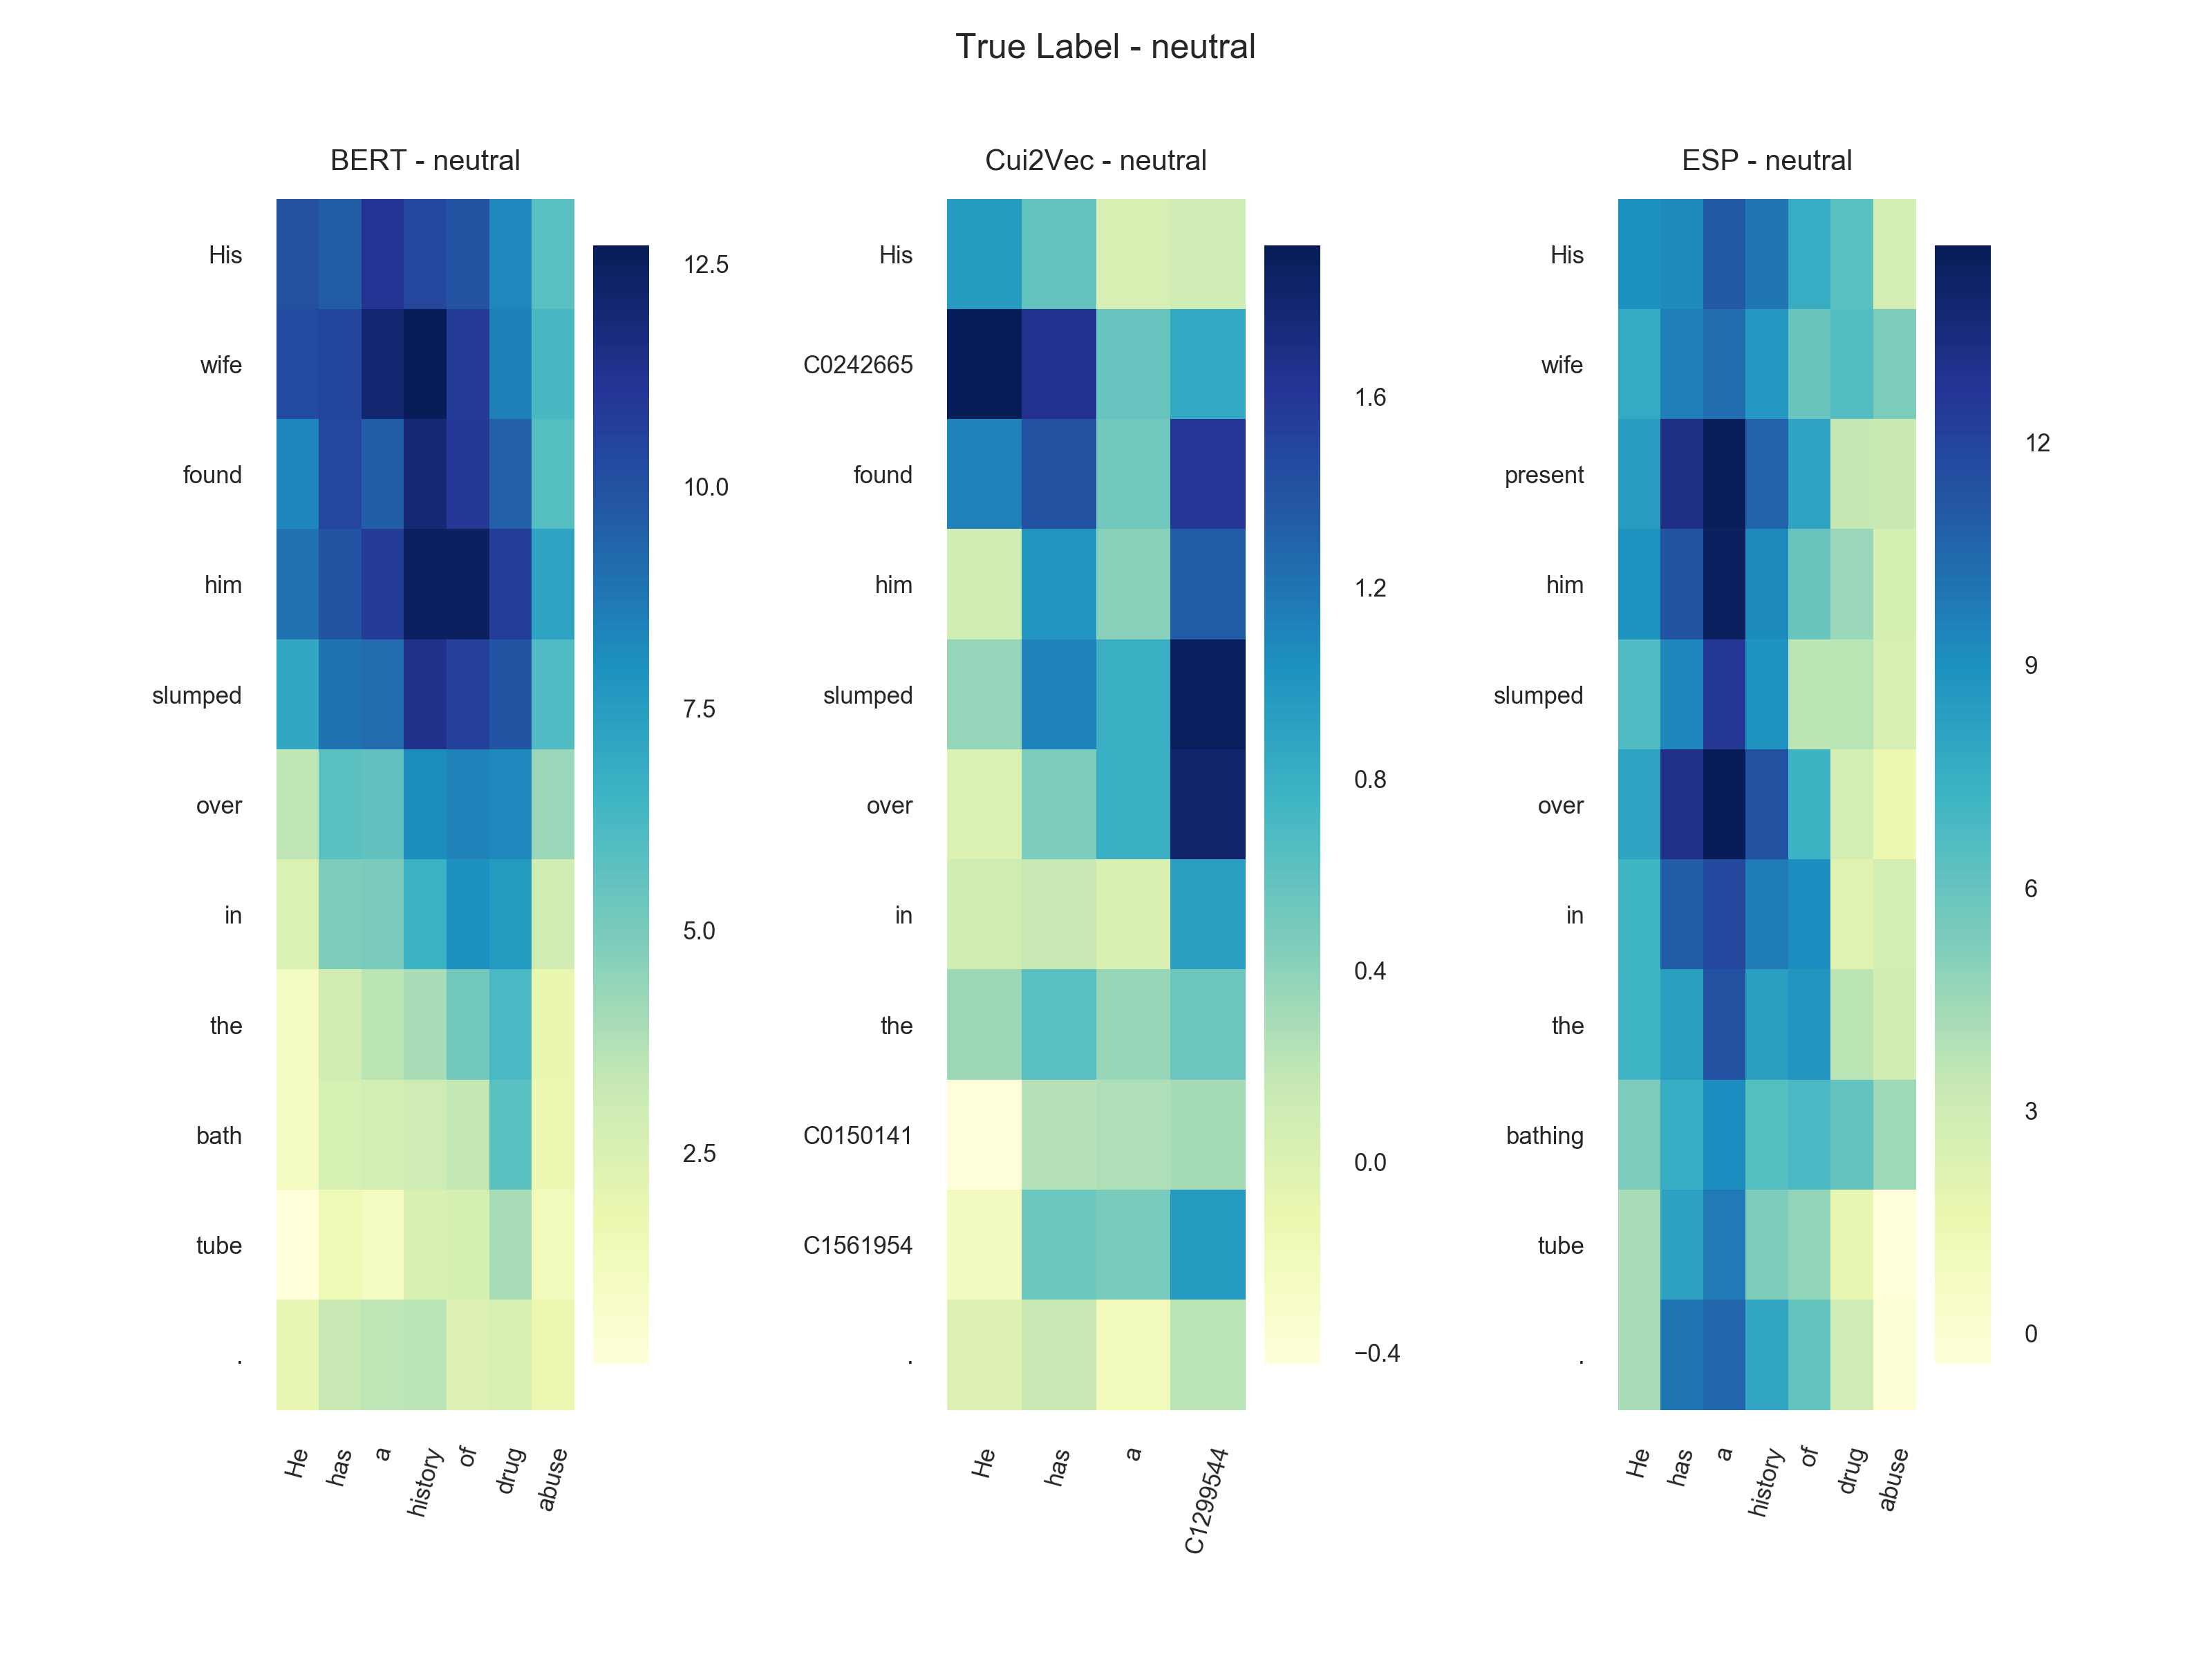 True Label - neutral
BERT - neutral
His
wife
found
him
slumped
over
in
the
bath
tube
.
He
has
a
history
of
drug
abuse
12.5
10.0
7.5
5.0
2.5
Cui2Vec - neutral
His
C0242665
found
him
slumped
over
in
the
C0150141
C1561954
.
He
has
a
C1299544
1.6
1.2
0.8
0.4
0.0
−0.4
ESP - neutral
His
wife
present
him
slumped
over
in
the
bathing
tube
.
He
has
a
history
of
drug
abuse
12
9
6
3
0